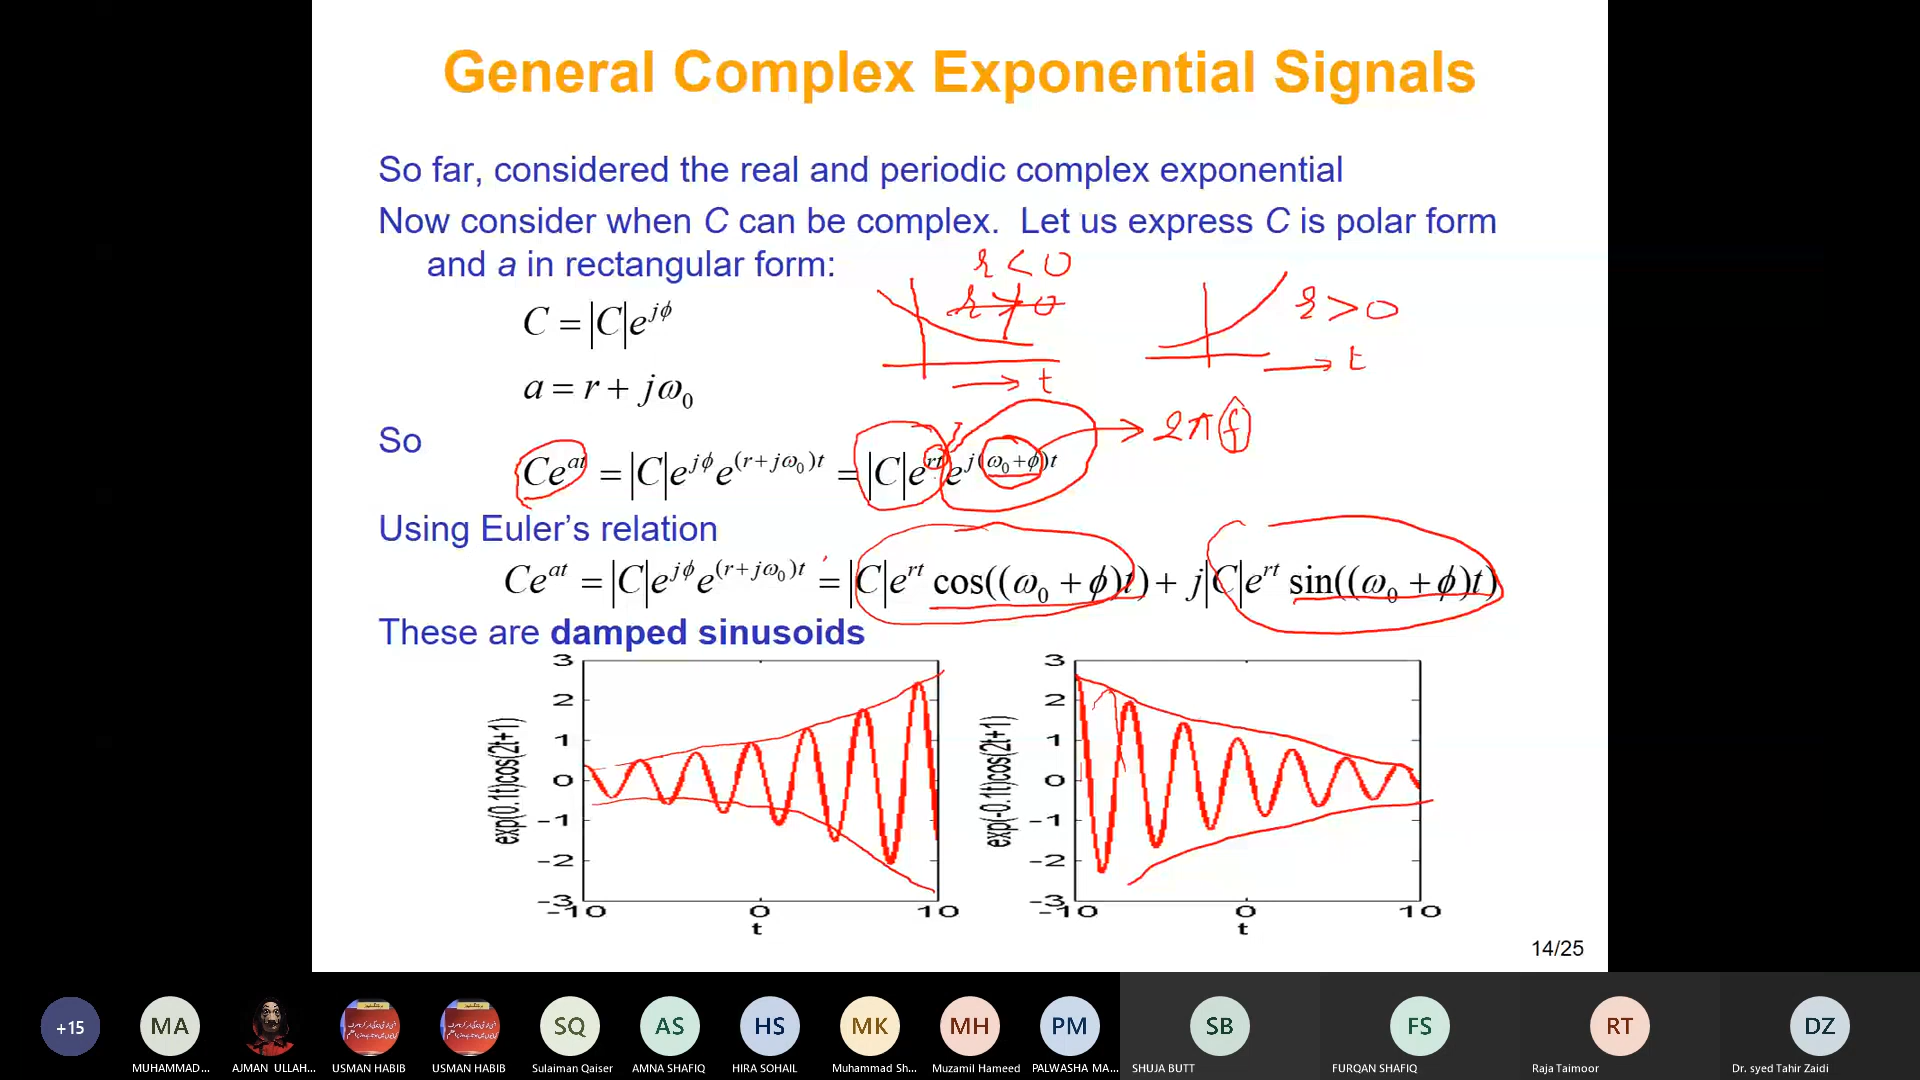 General Complex Exponential Signals
So far, considered the real and periodic complex exponential
Now consider when C can be complex. Let us express C is polar form
and a in rectangular form:
r < 0
r > 0
r > 0
C = |C|e^{jϕ}
→ t
→ t
a = r + jω₀
→ 2π f
So
Ce^{at} = |C|e^{jϕ}e^{(r+jω₀)t} = |C|e^{rt}e^{j(ω₀+ϕ)t}
Using Euler's relation
Ce^{at} = |C|e^{jϕ}e^{(r+jω₀)t} = |C|e^{rt} cos((ω₀ + ϕ)t) + j|C|e^{rt} sin((ω₀ + ϕ)t)
These are damped sinusoids
exp(0.1t)cos(2t+1)
3
2
1
0
-1
-2
-3
-10 0 10
t
exp(-0.1t)cos(2t+1)
3
2
1
0
-1
-2
-3
-10 0 10
t
14/25
+15
MA
SQ
AS
HS
MK
MH
PM
SB
FS
RT
DZ
MUHAMMAD...
AJMAN ULLAH...
USMAN HABIB
USMAN HABIB
Sulaiman Qaiser
AMNA SHAFIQ
HIRA SOHAIL
Muhammad Sh...
Muzamil Hameed
PALWASHA MA...
SHUJA BUTT
FURQAN SHAFIQ
Raja Taimoor
Dr. syed Tahir Zaidi